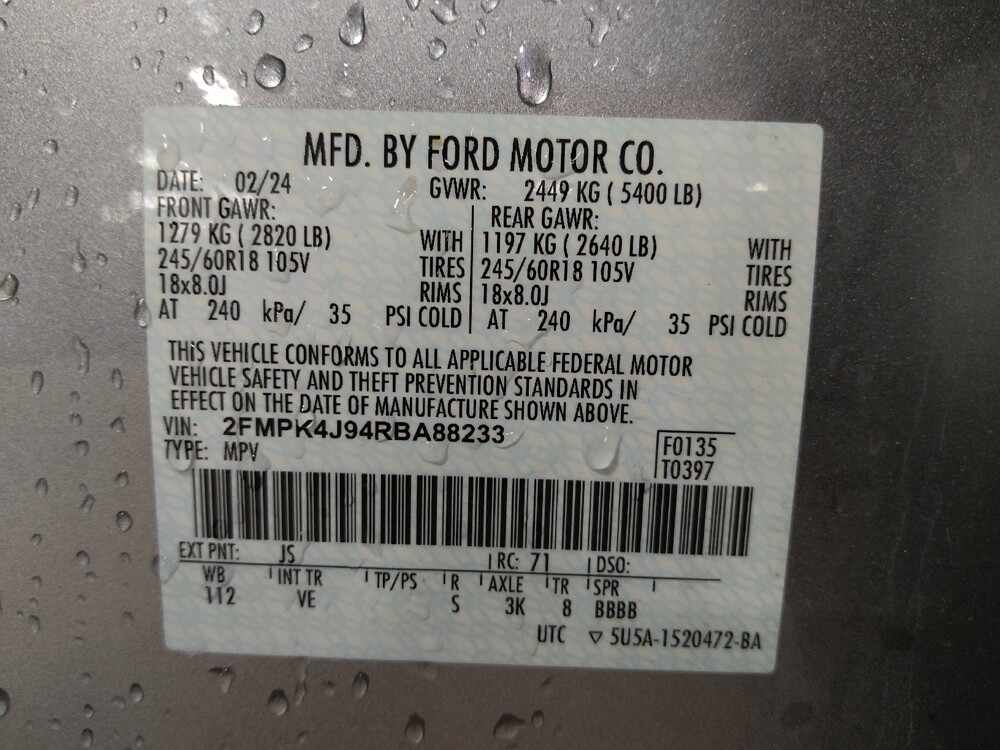 MFD. BY FORD MOTOR CO.
DATE: 02/24 GVWR: 2449 KG ( 5400 LB)
FRONT GAWR: REAR GAWR:
1279 KG ( 2820 LB) WITH 1197 KG ( 2640 LB) WITH
245/60R18 105V TIRES 245/60R18 105V TIRES
18x8.0J RIMS 18x8.0J RIMS
AT 240 kPa/ 35 PSI COLD AT 240 kPa/ 35 PSI COLD
THIS VEHICLE CONFORMS TO ALL APPLICABLE FEDERAL MOTOR
VEHICLE SAFETY AND THEFT PREVENTION STANDARDS IN
EFFECT ON THE DATE OF MANUFACTURE SHOWN ABOVE.
VIN: 2FMPK4J94RBA88233
TYPE: MPV
F0135
T0397
EXT PNT: JS RC: 71 DSO:
WB INT TR TP/PS R AXLE TR SPR
112 VE S 3K 8 BBBB
UTC ▽ 5U5A-1520472-BA